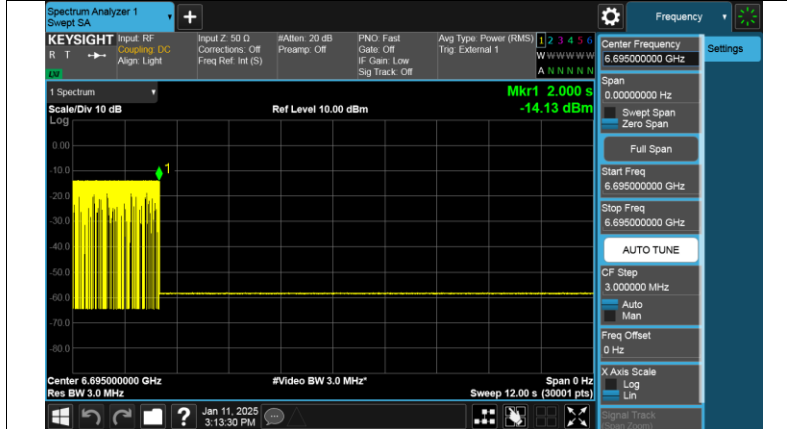 Spectrum Analyzer 1
Swept SA
+
Frequency
KEYSIGHT
R T
LXI
Input: RF
Coupling: DC
Align: Light
Input Z: 50 Ω
Corrections: Off
Freq Ref: Int (S)
#Atten: 20 dB
Preamp: Off
PNO: Fast
Gate: Off
IF Gain: Low
Sig Track: Off
Avg Type: Power (RMS)
Trig: External 1
1 2 3 4 5 6
W W W W W W
A N N N N N
1 Spectrum
Scale/Div 10 dB
Log
Ref Level 10.00 dBm
Mkr1 2.000 s
-14.13 dBm
1
0.00
-10.0
-20.0
-30.0
-40.0
-50.0
-60.0
-70.0
-80.0
Center 6.695000000 GHz
Res BW 3.0 MHz
#Video BW 3.0 MHz*
Span 0 Hz
Sweep 12.00 s (30001 pts)
?
Jan 11, 2025
3:13:30 PM
Center Frequency
6.695000000 GHz
Span
0.00000000 Hz
Swept Span
Zero Span
Full Span
Start Freq
6.695000000 GHz
Stop Freq
6.695000000 GHz
AUTO TUNE
CF Step
3.000000 MHz
Auto
Man
Freq Offset
0 Hz
X Axis Scale
Log
Lin
Signal Track
(Span Zoom)
Settings